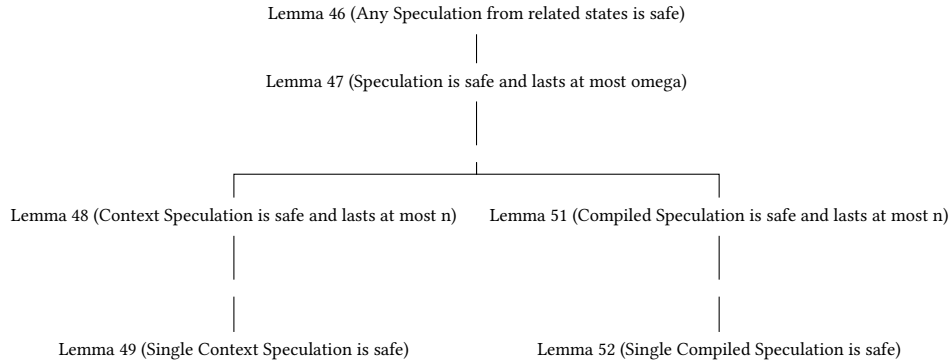 Lemma 46 (Any Speculation from related states is safe)
Lemma 47 (Speculation is safe and lasts at most omega)
Lemma 48 (Context Speculation is safe and lasts at most n)
Lemma 51 (Compiled Speculation is safe and lasts at most n)
Lemma 49 (Single Context Speculation is safe)
Lemma 52 (Single Compiled Speculation is safe)